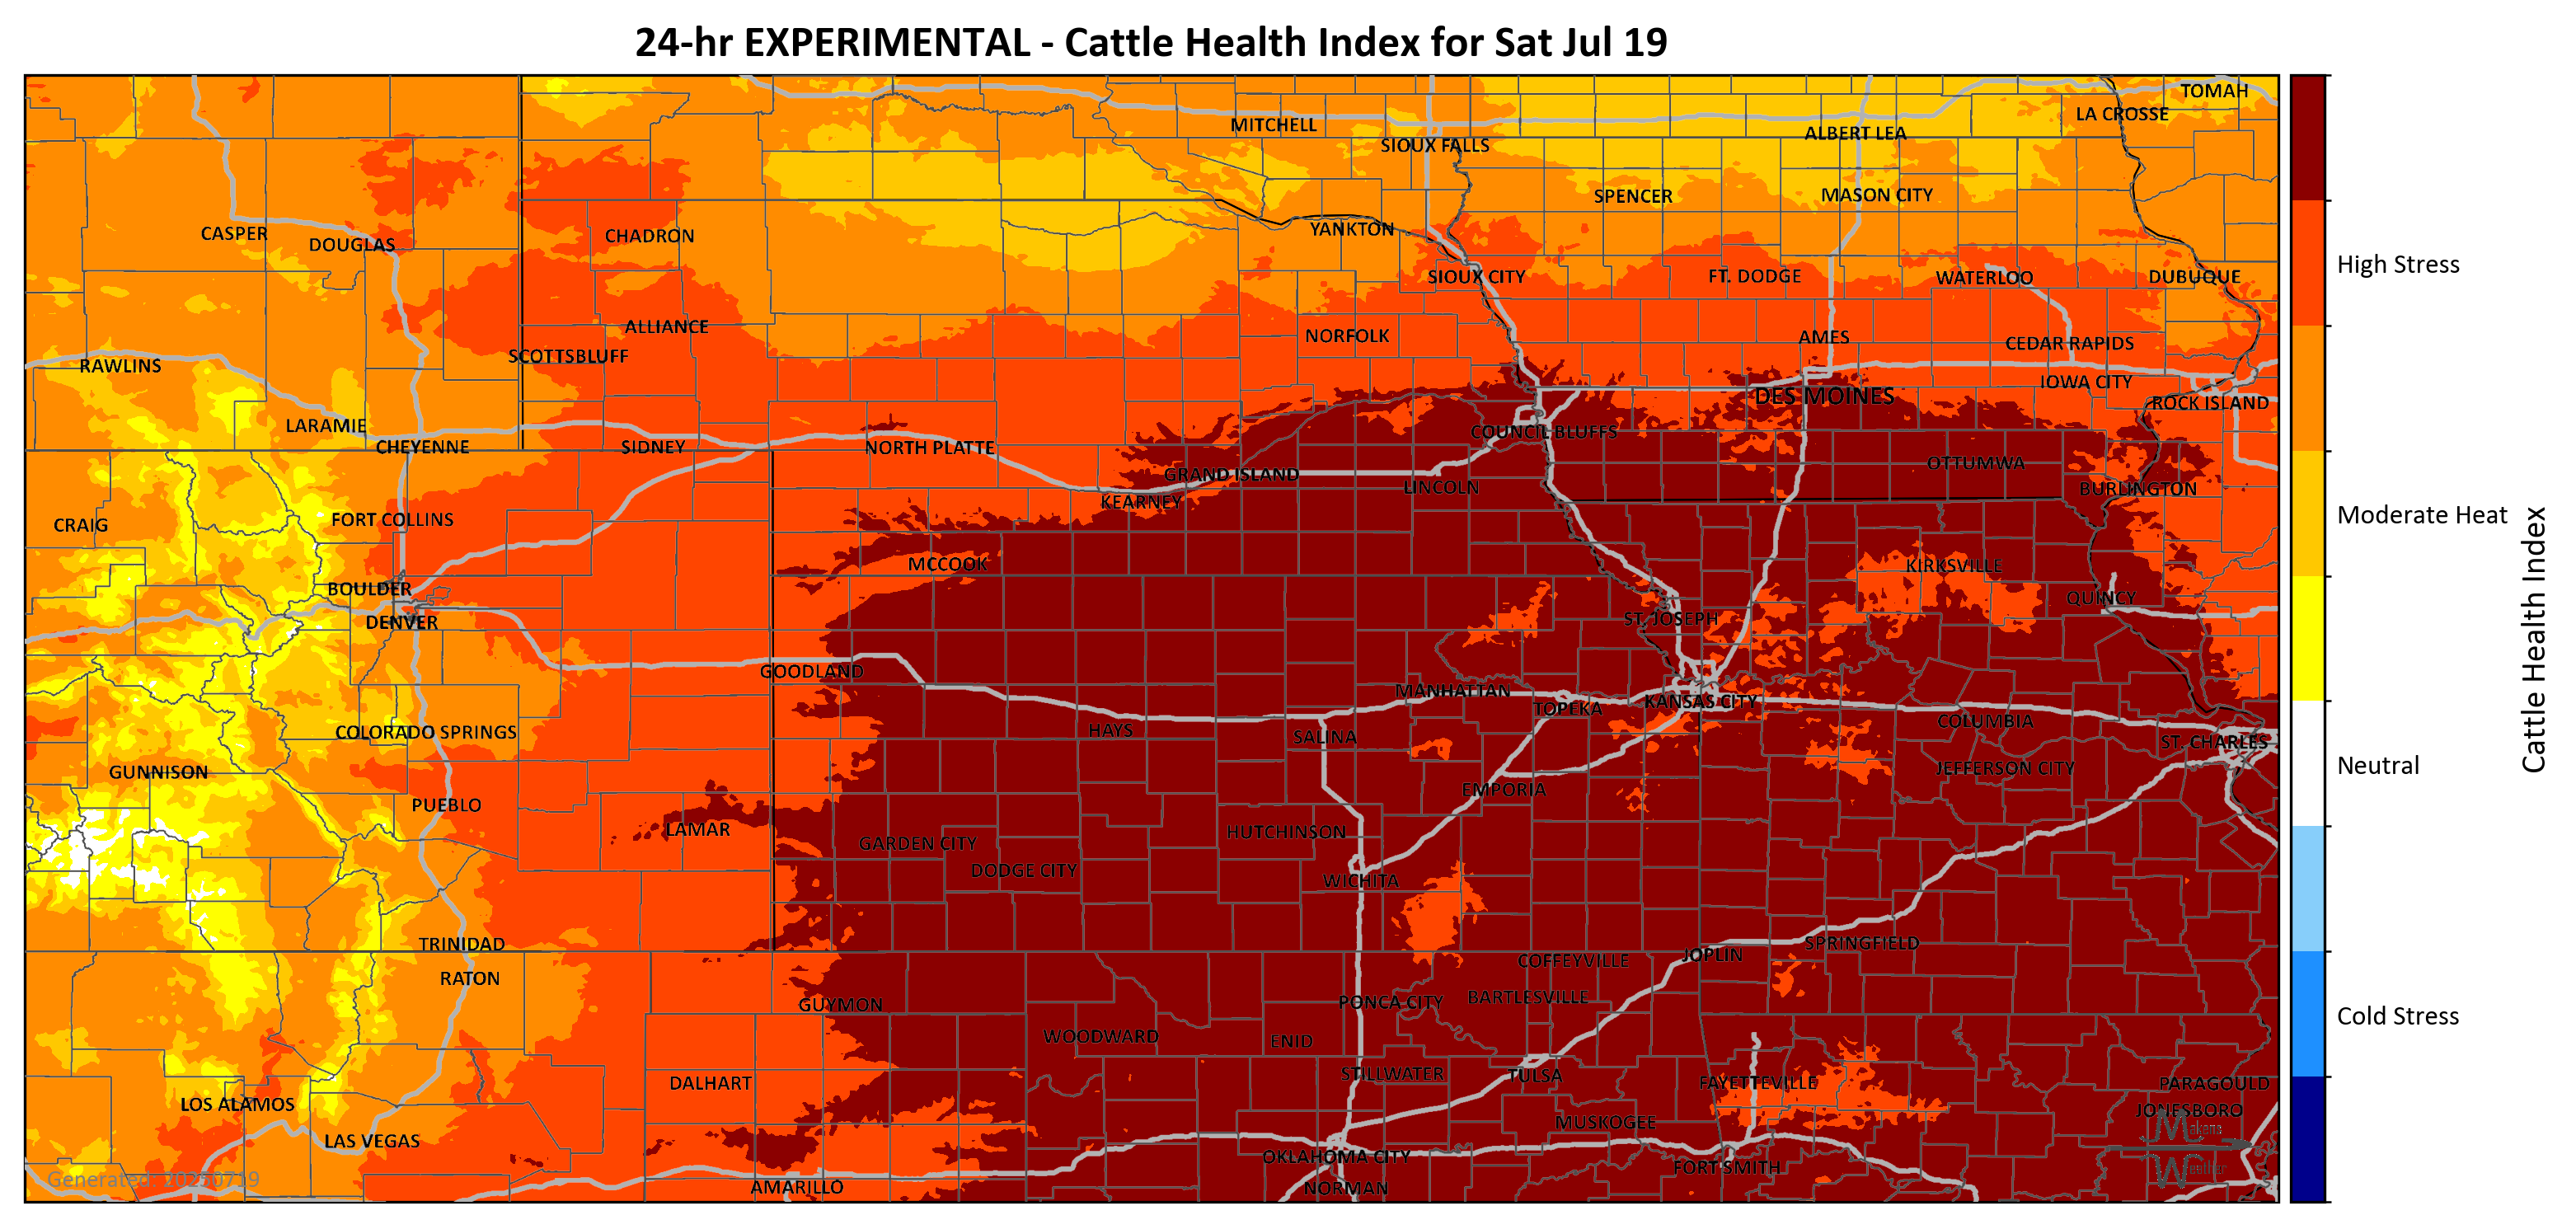 24-hr EXPERIMENTAL - Cattle Health Index for Sat Jul 19
TOMAH
LA CROSSE
MITCHELL
ALBERT LEA
SIOUX FALLS
SPENCER
MASON CITY
CASPER
DOUGLAS
CHADRON
YANKTON
SIOUX CITY
FT. DODGE
WATERLOO
DUBUQUE
High Stress
ALLIANCE
NORFOLK
AMES
CEDAR RAPIDS
SCOTTSBLUFF
RAWLINS
IOWA CITY
DES MOINES
ROCK ISLAND
LARAMIE
COUNCIL BLUFFS
CHEYENNE
SIDNEY
NORTH PLATTE
OTTUMWA
GRAND ISLAND
LINCOLN
BURLINGTON
KEARNEY
CRAIG
FORT COLLINS
Moderate Heat
MCCOOK
KIRKSVILLE
BOULDER
QUINCY
DENVER
ST. JOSEPH
Cattle Health Index
GOODLAND
MANHATTAN
TOPEKA
KANSAS CITY
COLUMBIA
COLORADO SPRINGS
HAYS
SALINA
ST. CHARLES
GUNNISON
JEFFERSON CITY
Neutral
PUEBLO
EMPORIA
LAMAR
HUTCHINSON
GARDEN CITY
DODGE CITY
WICHITA
TRINIDAD
SPRINGFIELD
JOPLIN
COFFEYVILLE
RATON
GUYMON
PONCA CITY
BARTLESVILLE
Cold Stress
WOODWARD
ENID
STILLWATER
TULSA
DALHART
FAYETTEVILLE
PARAGOULD
LOS ALAMOS
JONESBORO
MUSKOGEE
Makens
LAS VEGAS
OKLAHOMA CITY
FORT SMITH
Weather
Generated: 20250719
AMARILLO
NORMAN